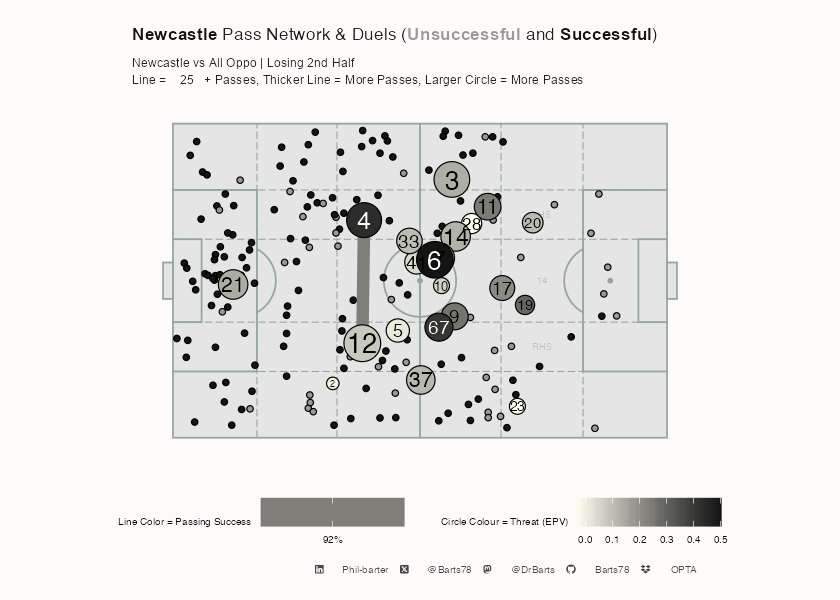 Newcastle Pass Network & Duels (Unsuccessful and Successful)
Newcastle vs All Oppo | Losing 2nd Half
Line = 25 + Passes, Thicker Line = More Passes, Larger Circle = More Passes
3
11
4
28
20
14
33
4
6
21
10
17
19
9
67
5
12
14
RHS
37
2
23
Line Color = Passing Success
92%
Circle Colour = Threat (EPV)
0.0 0.1 0.2 0.3 0.4 0.5
Phil-barter @Barts78 @DrBarts Barts78 OPTA